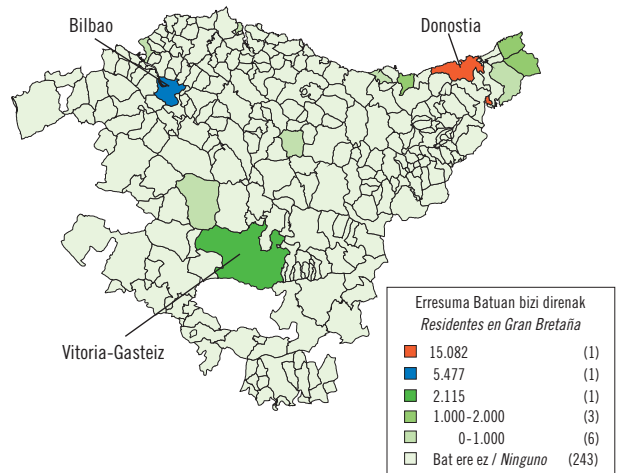 Bilbao
Donostia
Vitoria-Gasteiz
Erresuma Batuan bizi direnak
Residentes en Gran Bretaña
15.082 (1)
5.477 (1)
2.115 (1)
1.000-2.000 (3)
0-1.000 (6)
Bat ere ez / Ninguno (243)